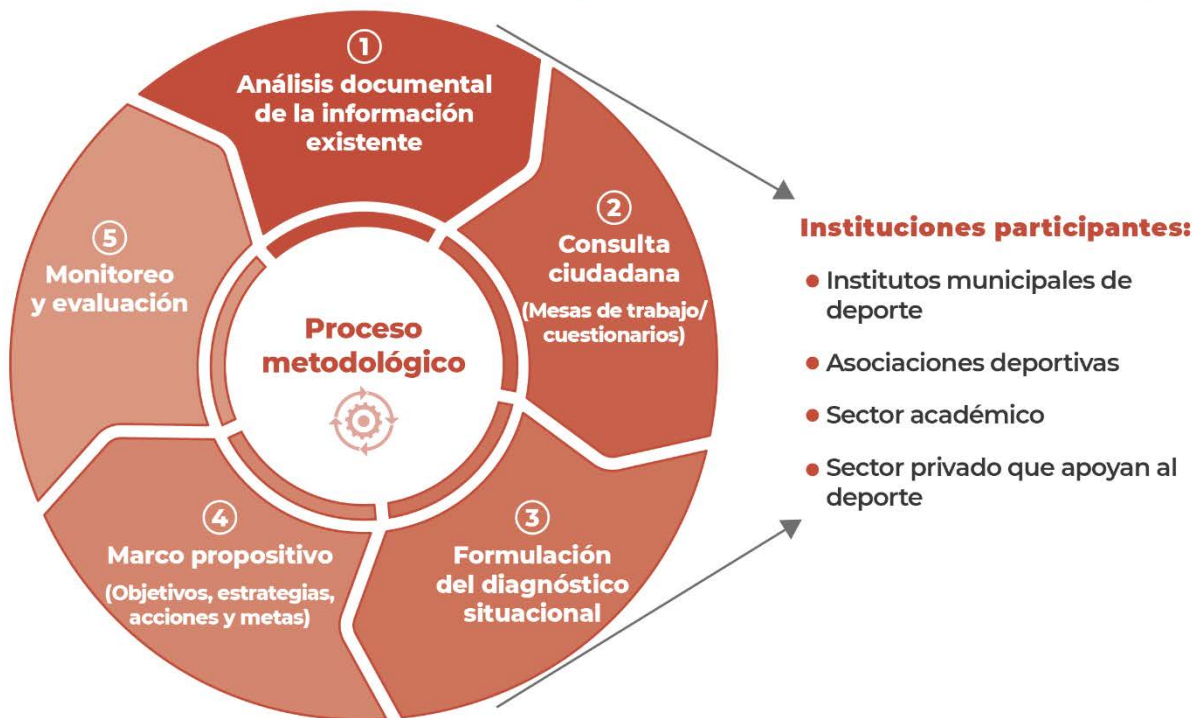 ①
Análisis documental
de la información
existente
②
Consulta
ciudadana
(Mesas de trabajo/
cuestionarios)
③
Formulación
del diagnóstico
situacional
④
Marco propositivo
(Objetivos, estrategias,
acciones y metas)
⑤
Monitoreo
y evaluación
Proceso
metodológico
Instituciones participantes:
● Institutos municipales de
deporte
● Asociaciones deportivas
● Sector académico
● Sector privado que apoyan al
deporte